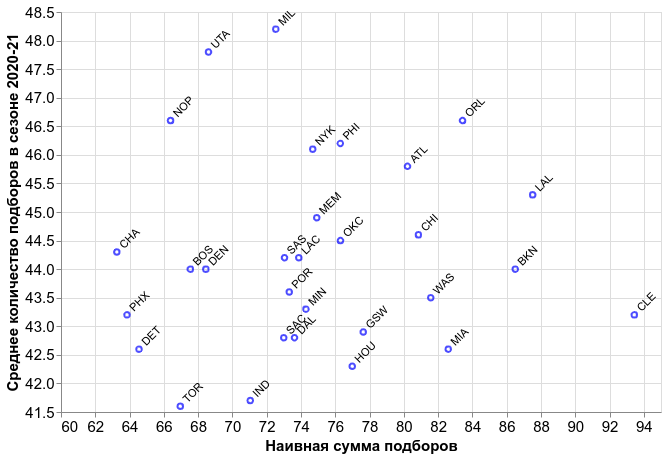 48.5
48.0
47.5
47.0
46.5
46.0
45.5
45.0
44.5
44.0
43.5
43.0
42.5
42.0
41.5
Среднее количество подборов в сезоне 2020-21
MIL
UTA
NOP
ORL
NYK
PHI
ATL
LAL
MEM
CHI
OKC
CHA
SAS
LAC
BOS
DEN
BKN
POR
WAS
MIN
PHX
CLE
GSW
SAC
DAL
DET
MIA
HOU
IND
TOR
60 62 64 66 68 70 72 74 76 78 80 82 84 86 88 90 92 94
Наивная сумма подборов